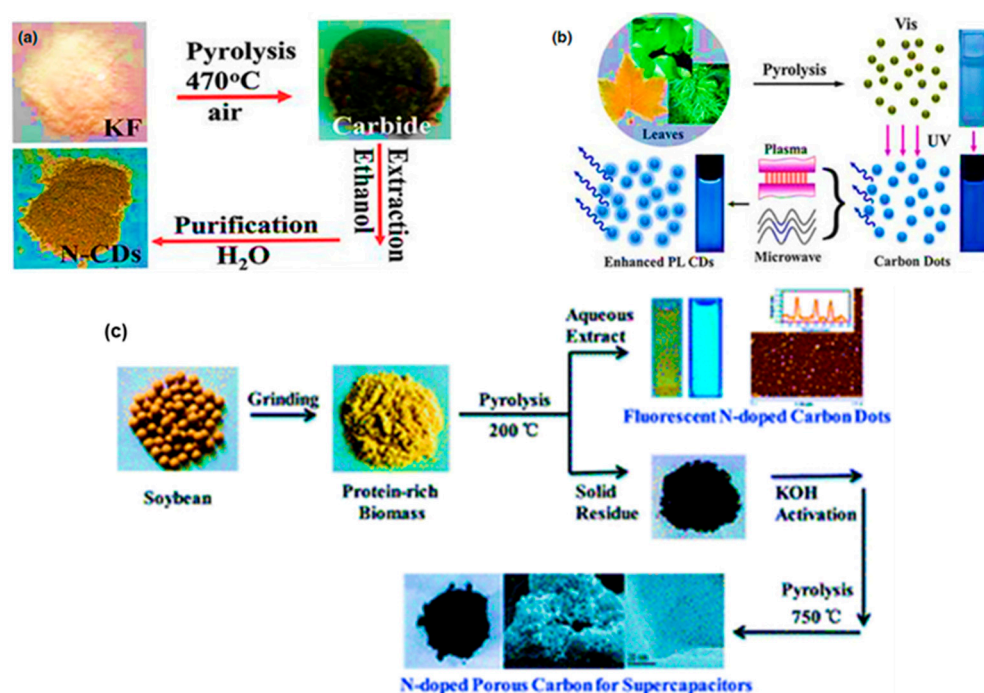 (a)
Pyrolysis
470°C
air
KF
Carbide
Extraction
Ethanol
Purification
H₂O
N-CDs
(b)
Vis
Pyrolysis
Leaves
UV
Plasma
Microwave
Enhanced PL CDs
Carbon Dots
(c)
Grinding
Soybean
Protein-rich
Biomass
Pyrolysis
200 ℃
Aqueous
Extract
Fluorescent N-doped Carbon Dots
Solid
Residue
KOH
Activation
Pyrolysis
750 ℃
N-doped Porous Carbon for Supercapacitors